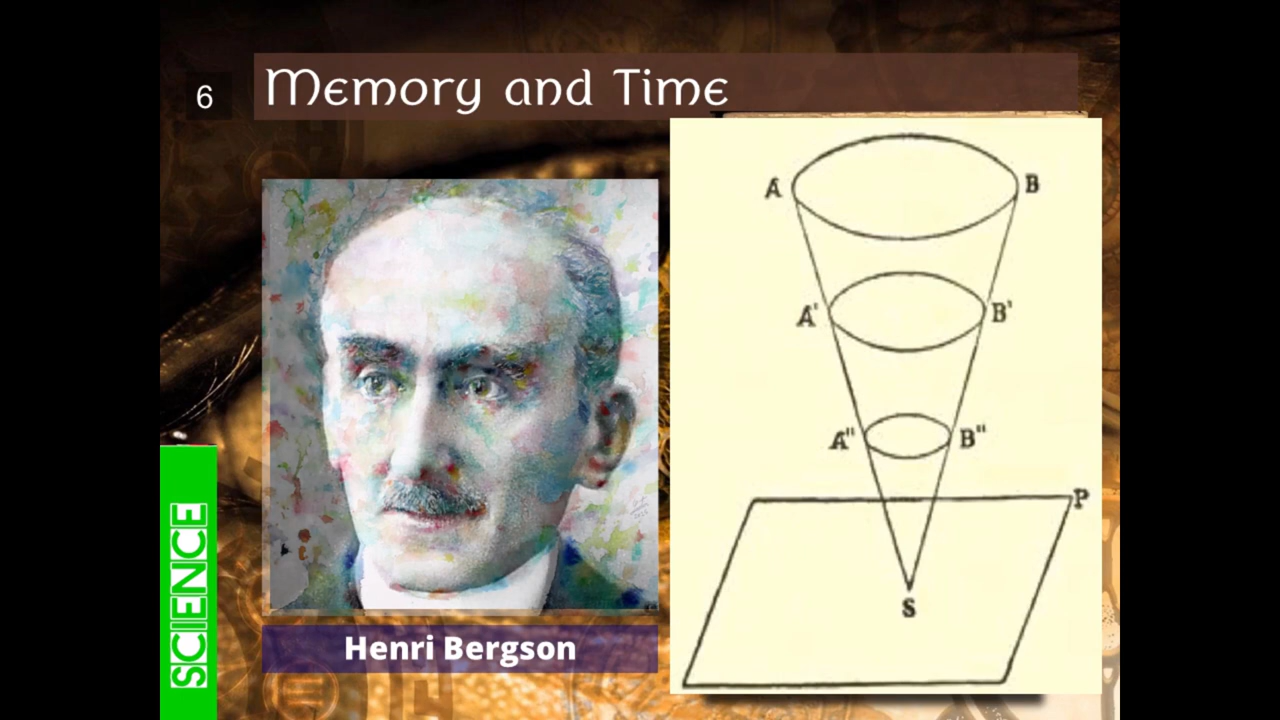 6
Memory and Time
A
B
A'
B'
A"
B"
P
S
SCIENCE
Henri Bergson